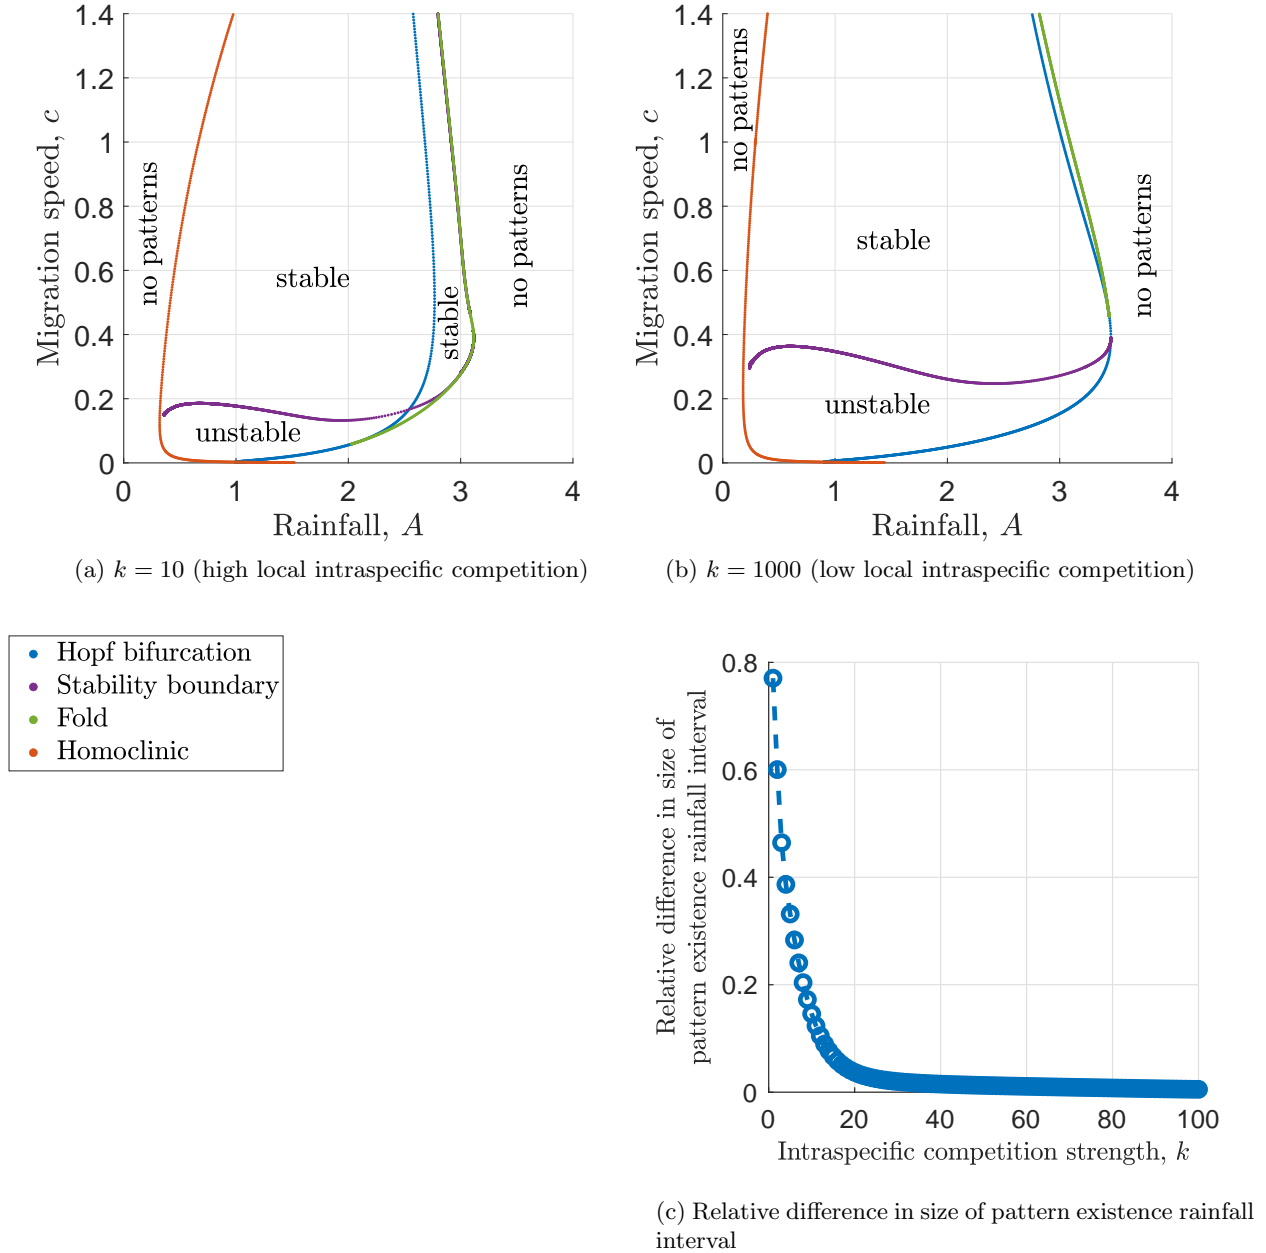 1.4
1.2
1
0.8
0.6
0.4
0.2
0
0
1
2
3
4
Migration speed, c
Rainfall, A
no patterns
stable
stable
no patterns
unstable
(a) k = 10 (high local intraspecific competition)
1.4
1.2
1
0.8
0.6
0.4
0.2
0
0
1
2
3
4
Migration speed, c
Rainfall, A
no patterns
stable
no patterns
unstable
(b) k = 1000 (low local intraspecific competition)
Hopf bifurcation
Stability boundary
Fold
Homoclinic
0.8
0.6
0.4
0.2
0
0
20
40
60
80
100
Relative difference in size of
pattern existence rainfall interval
Intraspecific competition strength, k
(c) Relative difference in size of pattern existence rainfall
interval